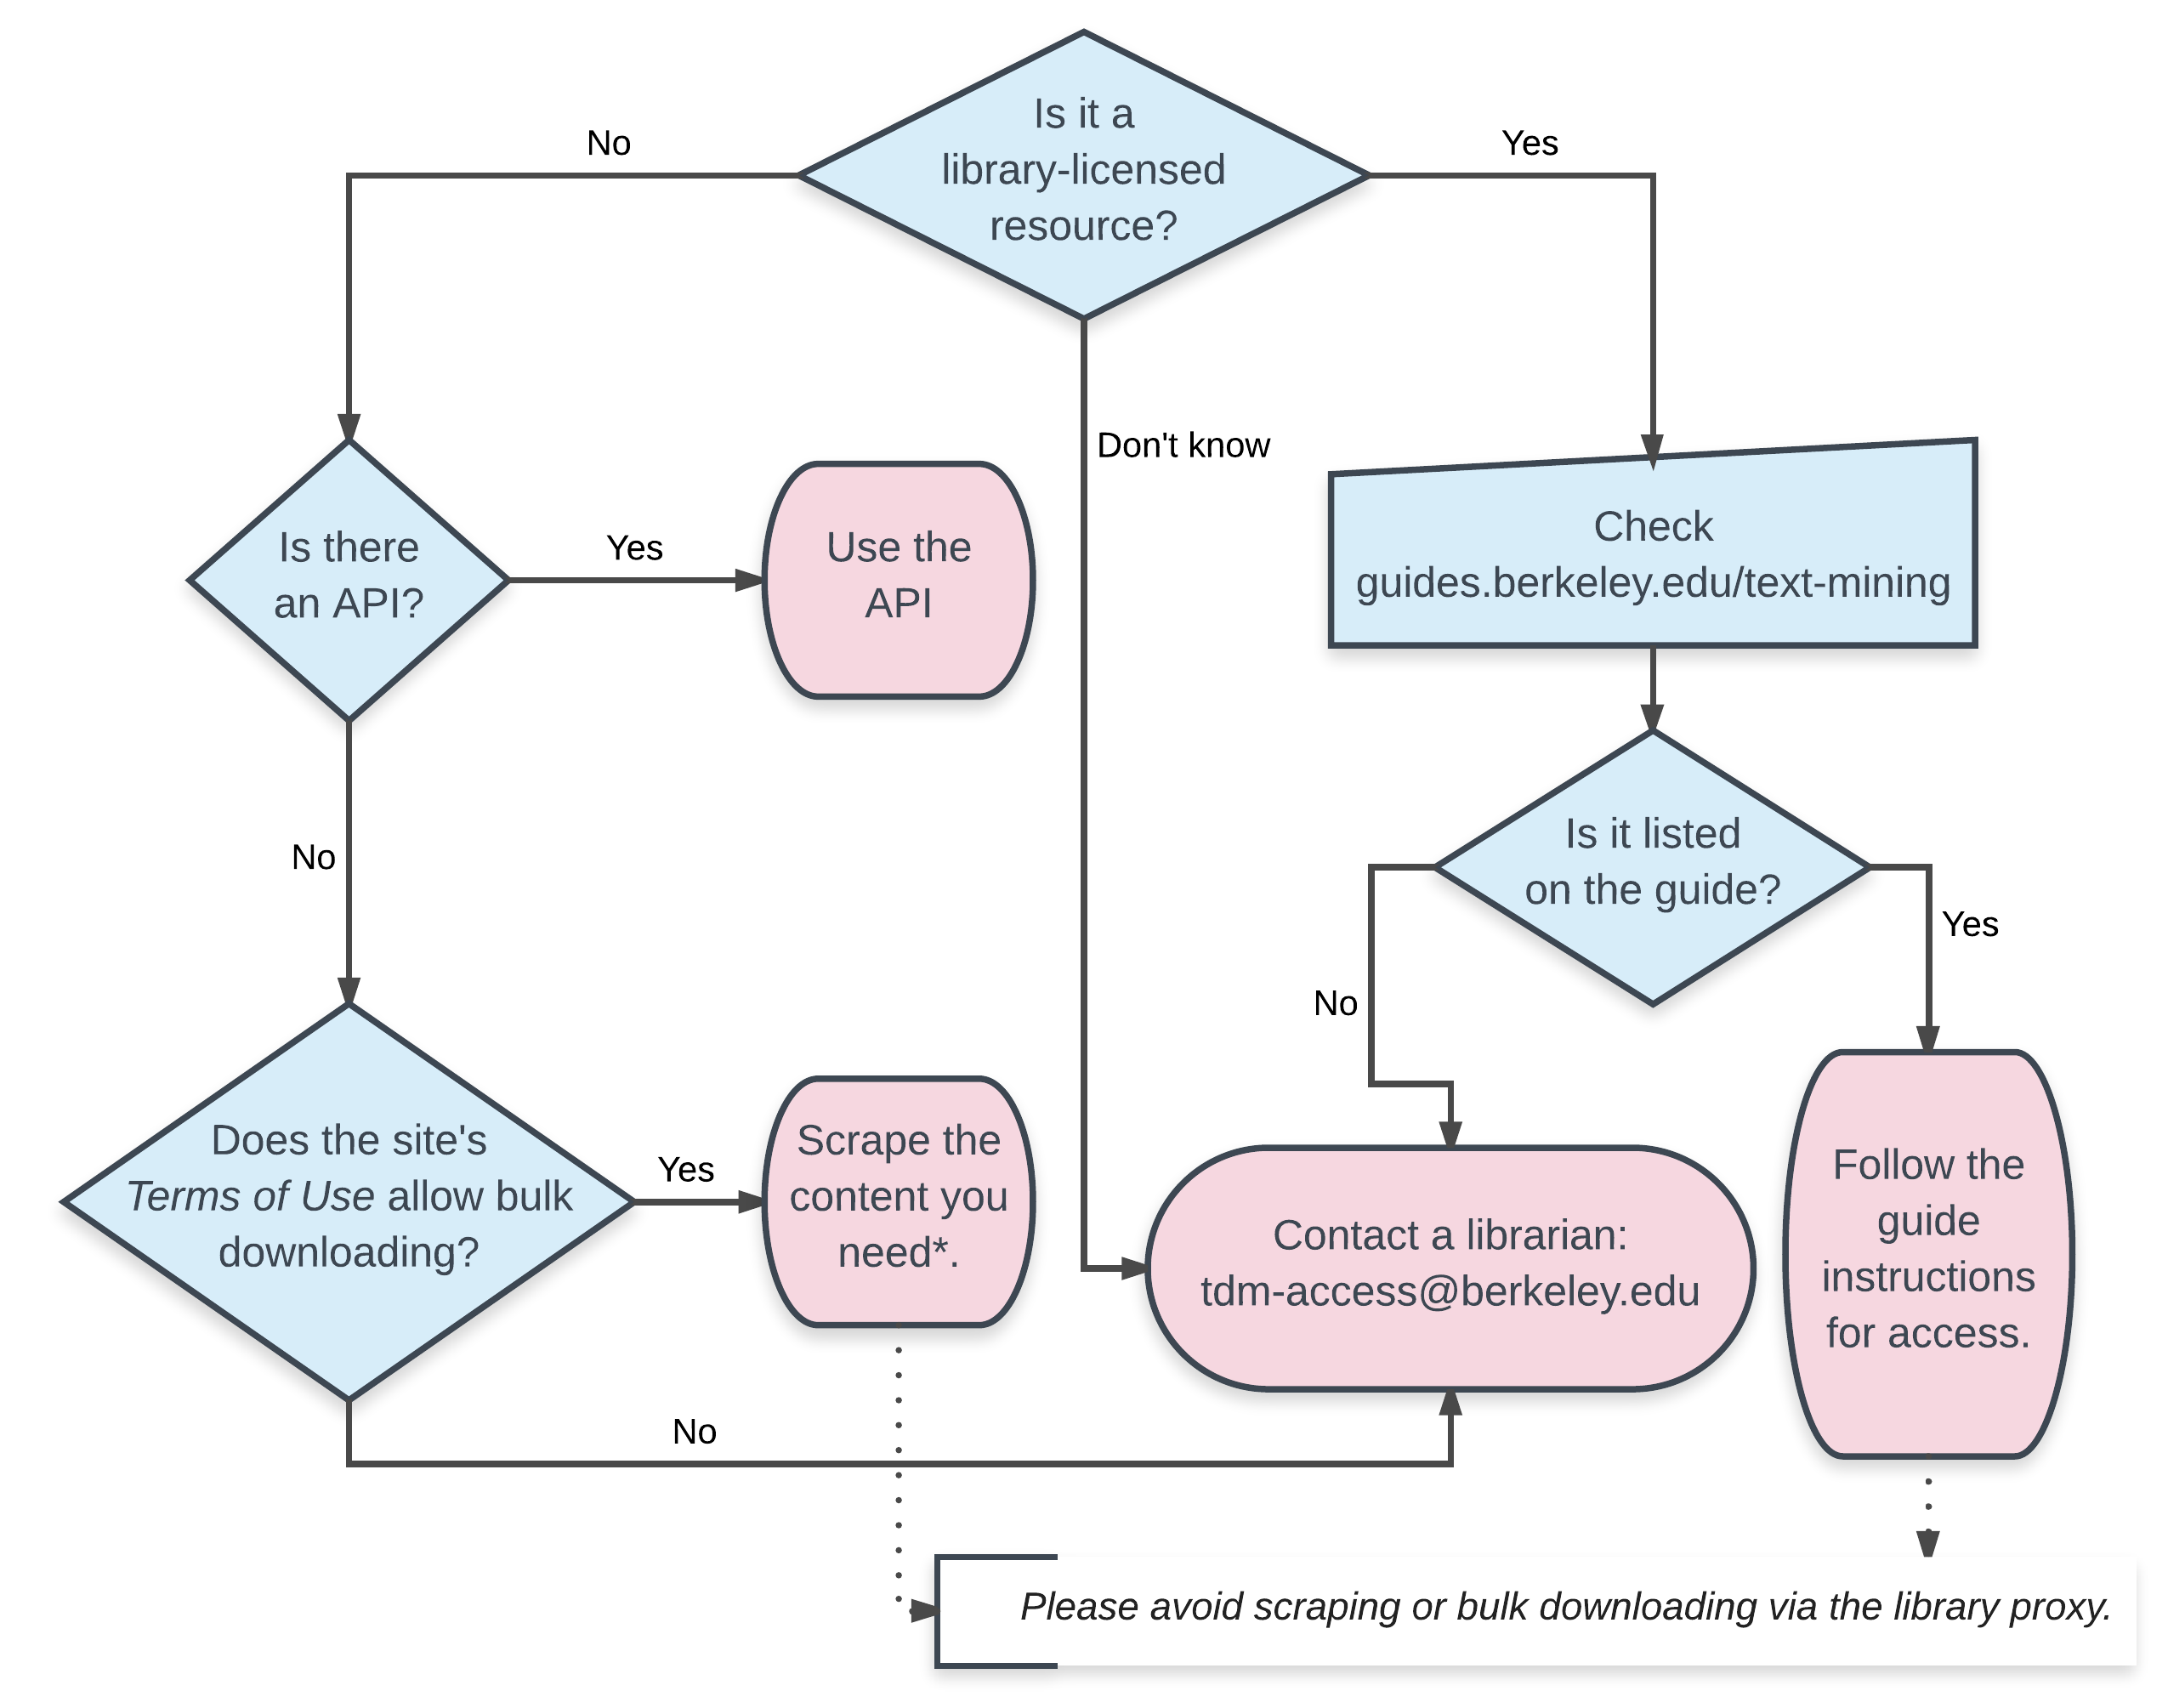 Is it a
library-licensed
resource?
No
Yes
Don't know
Is there
an API?
Yes
Use the
API
Check
guides.berkeley.edu/text-mining
No
Is it listed
on the guide?
No
Yes
Does the site's
Terms of Use allow bulk
downloading?
Yes
Scrape the
content you
need*.
Contact a librarian:
tdm-access@berkeley.edu
Follow the
guide
instructions
for access.
No
Please avoid scraping or bulk downloading via the library proxy.